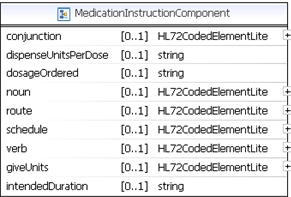 MedicationInstructionComponent
conjunction [0..1] HL72CodedElementLite
dispenseUnitsPerDose [0..1] string
dosageOrdered [0..1] string
noun [0..1] HL72CodedElementLite
route [0..1] HL72CodedElementLite
schedule [0..1] HL72CodedElementLite
verb [0..1] HL72CodedElementLite
giveUnits [0..1] HL72CodedElementLite
intendedDuration [0..1] string